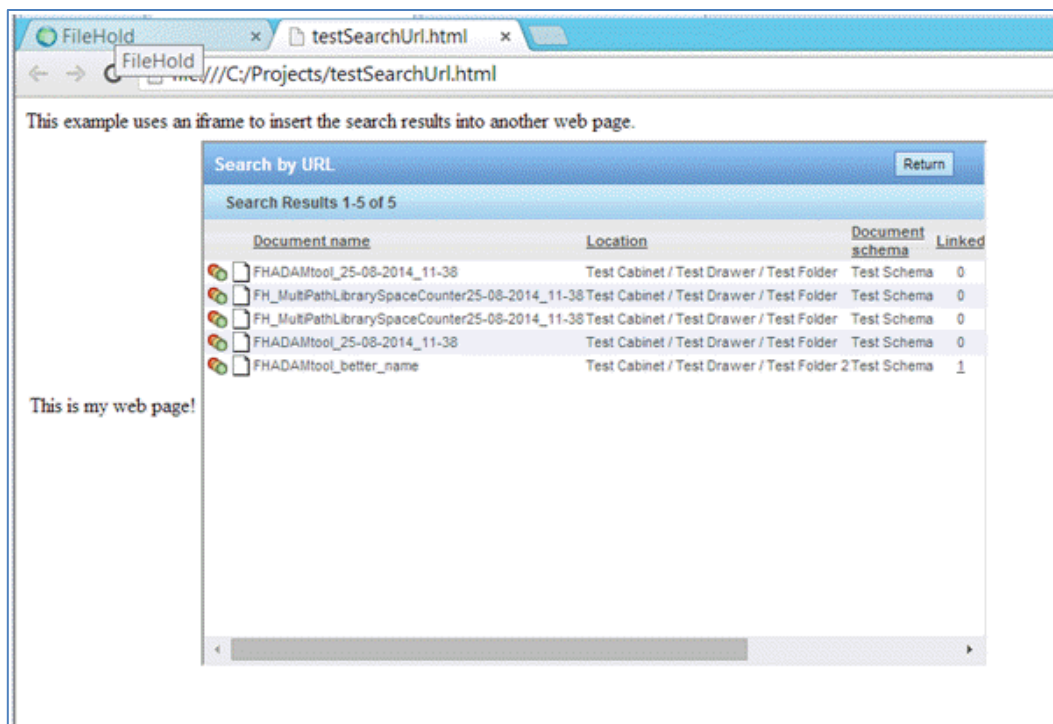 FileHold × testSearchUrl.html ×
FileHold
///C:/Projects/testSearchUrl.html
This example uses an iframe to insert the search results into another web page.
Search by URL Return
Search Results 1-5 of 5
Document name Location Document schema Linked
FHADAMtool_25-08-2014_11-38 Test Cabinet / Test Drawer / Test Folder Test Schema 0
FH_MultiPathLibrarySpaceCounter25-08-2014_11-38 Test Cabinet / Test Drawer / Test Folder Test Schema 0
FH_MultiPathLibrarySpaceCounter25-08-2014_11-38 Test Cabinet / Test Drawer / Test Folder Test Schema 0
FHADAMtool_25-08-2014_11-38 Test Cabinet / Test Drawer / Test Folder Test Schema 0
FHADAMtool_better_name Test Cabinet / Test Drawer / Test Folder 2 Test Schema 1
This is my web page!